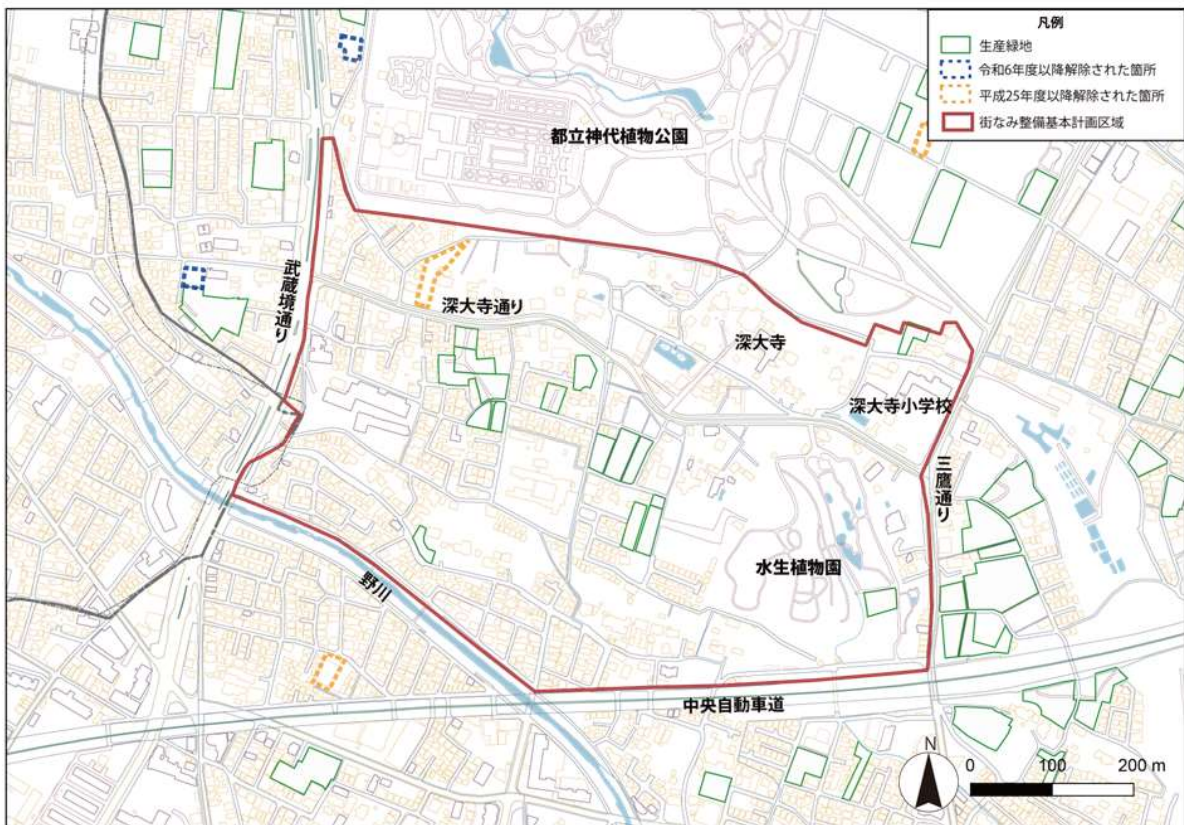 凡例
生産緑地
令和6年度以降解除された箇所
平成25年度以降解除された箇所
街なみ整備基本計画区域
都立神代植物公園
武蔵境通り
深大寺通り
深大寺
深大寺小学校
三鷹通り
水生植物園
野川
中央自動車道
N
0 100 200 m